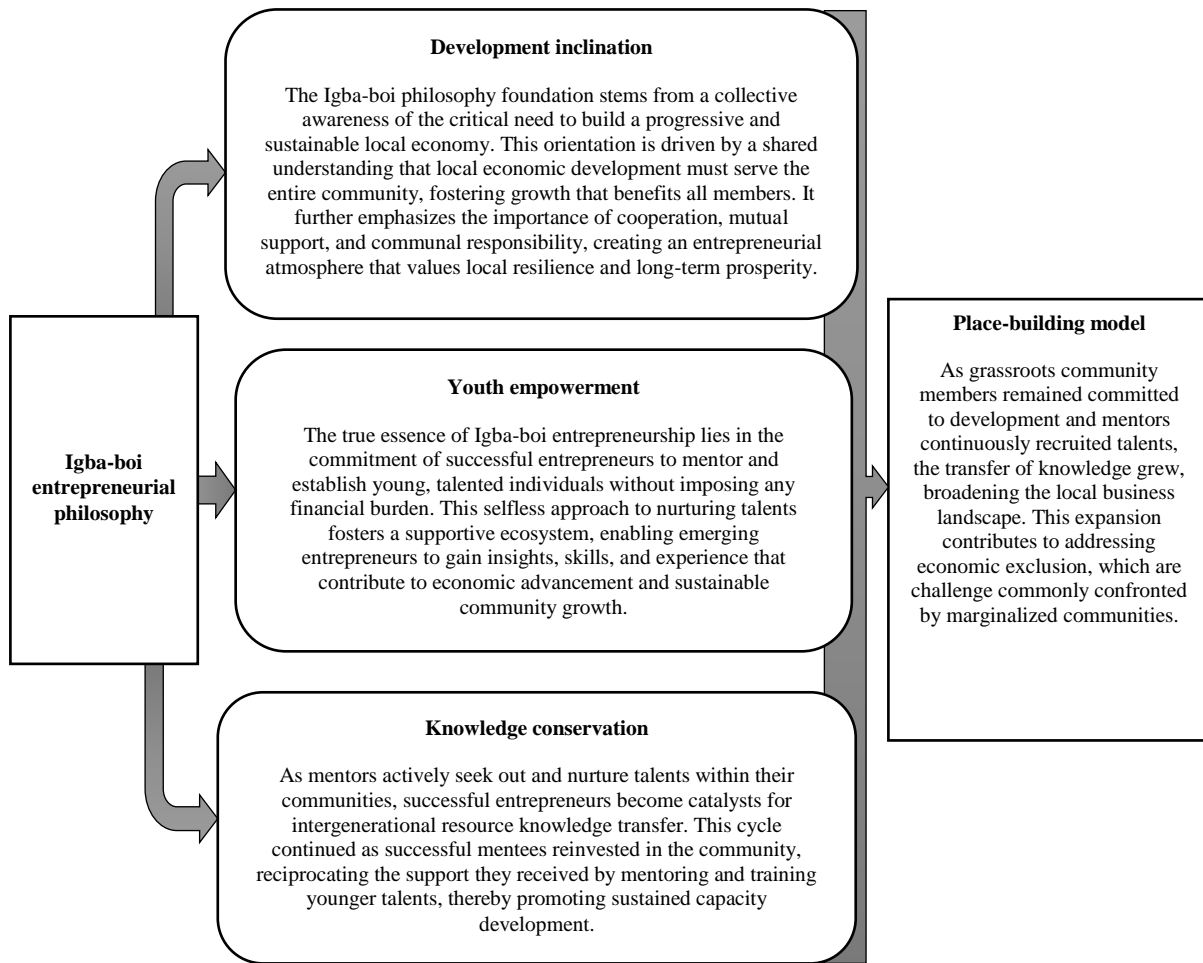 Igba-boi
entrepreneurial
philosophy
Development inclination
The Igba-boi philosophy foundation stems from a collective
awareness of the critical need to build a progressive and
sustainable local economy. This orientation is driven by a shared
understanding that local economic development must serve the
entire community, fostering growth that benefits all members. It
further emphasizes the importance of cooperation, mutual
support, and communal responsibility, creating an entrepreneurial
atmosphere that values local resilience and long-term prosperity.
Youth empowerment
The true essence of Igba-boi entrepreneurship lies in the
commitment of successful entrepreneurs to mentor and
establish young, talented individuals without imposing any
financial burden. This selfless approach to nurturing talents
fosters a supportive ecosystem, enabling emerging
entrepreneurs to gain insights, skills, and experience that
contribute to economic advancement and sustainable
community growth.
Knowledge conservation
As mentors actively seek out and nurture talents within their
communities, successful entrepreneurs become catalysts for
intergenerational resource knowledge transfer. This cycle
continued as successful mentees reinvested in the community,
reciprocating the support they received by mentoring and training
younger talents, thereby promoting sustained capacity
development.
Place-building model
As grassroots community
members remained committed
to development and mentors
continuously recruited talents,
the transfer of knowledge grew,
broadening the local business
landscape. This expansion
contributes to addressing
economic exclusion, which are
challenge commonly confronted
by marginalized communities.